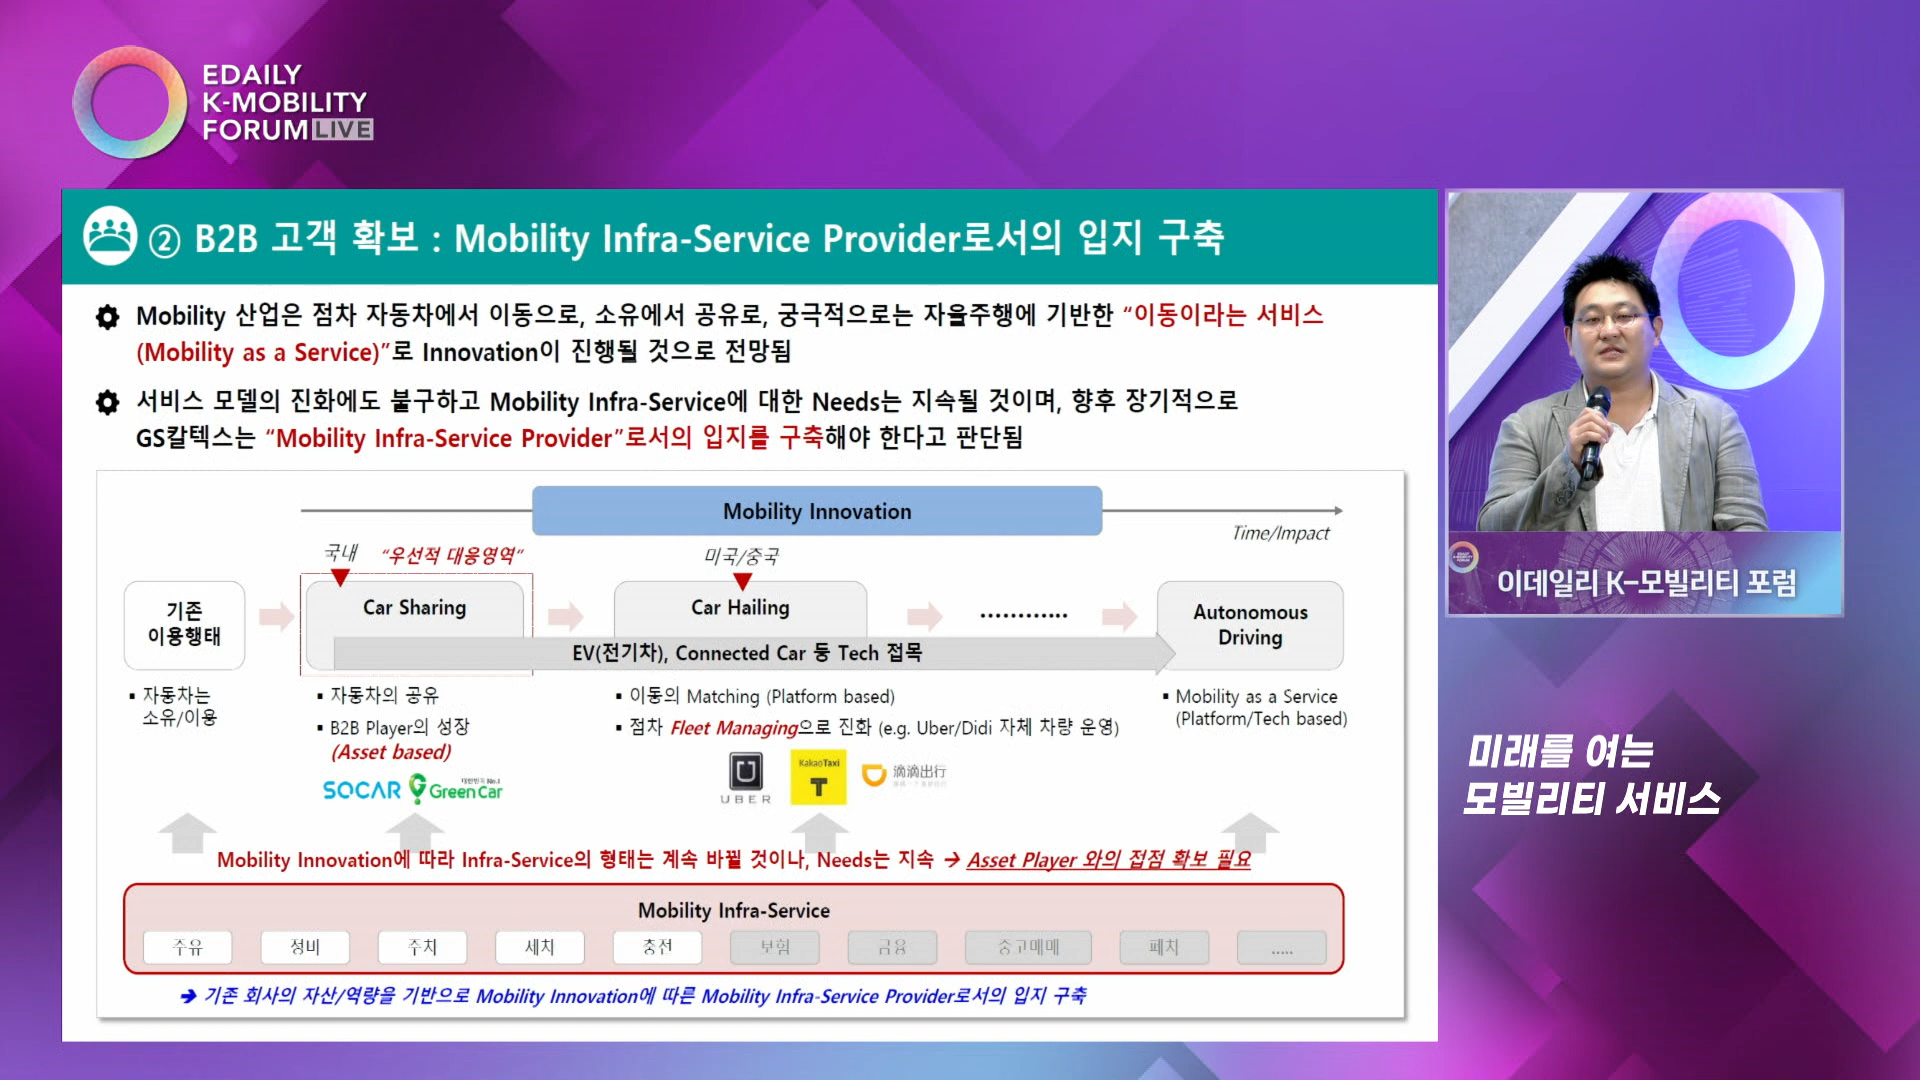 EDAILY
K-MOBILITY
FORUM LIVE
② B2B 고객 확보 : Mobility Infra-Service Provider로서의 입지 구축
Mobility 산업은 점차 자동차에서 이동으로, 소유에서 공유로, 궁극적으로는 자율주행에 기반한 “이동이라는 서비스
(Mobility as a Service)”로 Innovation이 진행될 것으로 전망됨
서비스 모델의 진화에도 불구하고 Mobility Infra-Service에 대한 Needs는 지속될 것이며, 향후 장기적으로
GS칼텍스는 “Mobility Infra-Service Provider”로서의 입지를 구축해야 한다고 판단됨
Mobility Innovation
Time/Impact
국내 “우선적 대응영역”
미국/중국
기존
이용행태
Car Sharing
Car Hailing
............
Autonomous
Driving
EV(전기차), Connected Car 등 Tech 접목
▪ 자동차는
소유/이용
▪ 자동차의 공유
▪ B2B Player의 성장
(Asset based)
SOCAR
대한민국 No.1
GreenCar
▪ 이동의 Matching (Platform based)
▪ 점차 Fleet Managing으로 진화 (e.g. Uber/Didi 자체 차량 운영)
UBER
KakaoTaxi
T
滴滴出行
▪ Mobility as a Service
(Platform/Tech based)
Mobility Innovation에 따라 Infra-Service의 형태는 계속 바뀔 것이나, Needs는 지속 → Asset Player 와의 접점 확보 필요
Mobility Infra-Service
주유
정비
주차
세차
충전
보험
금융
중고매매
폐차
.....
➔ 기존 회사의 자산/역량을 기반으로 Mobility Innovation에 따른 Mobility Infra-Service Provider로서의 입지 구축
이데일리 K-모빌리티 포럼
미래를 여는
모빌리티 서비스